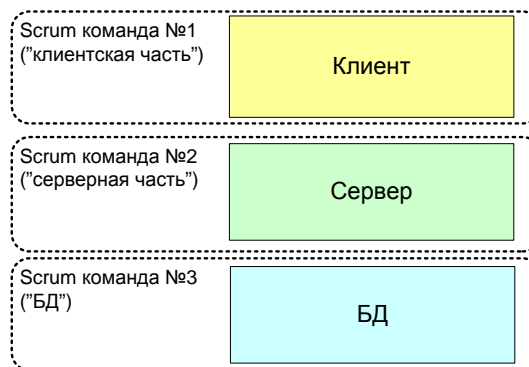 Scrum команда №1
(”клиентская часть”)
Клиент
Scrum команда №2
(”серверная часть”)
Сервер
Scrum команда №3
(”БД”)
БД